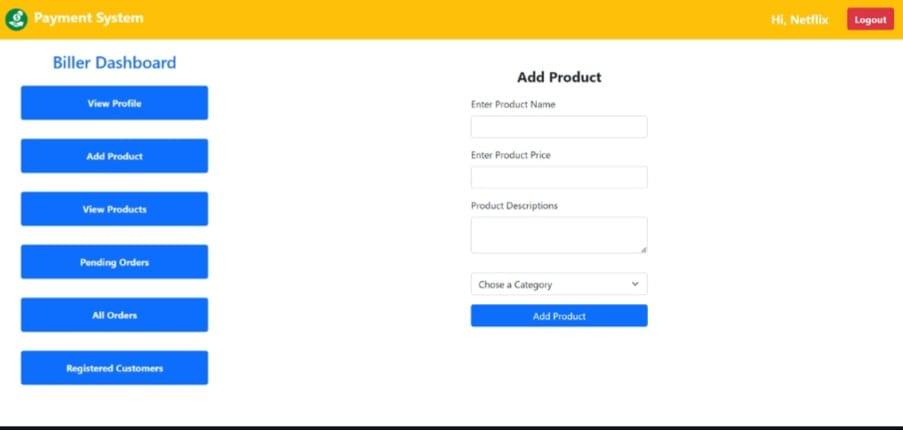 Payment System
Hi, Netflix
Logout
Biller Dashboard
View Profile
Add Product
View Products
Pending Orders
All Orders
Registered Customers
Add Product
Enter Product Name
Enter Product Price
Product Descriptions
Chose a Category
Add Product